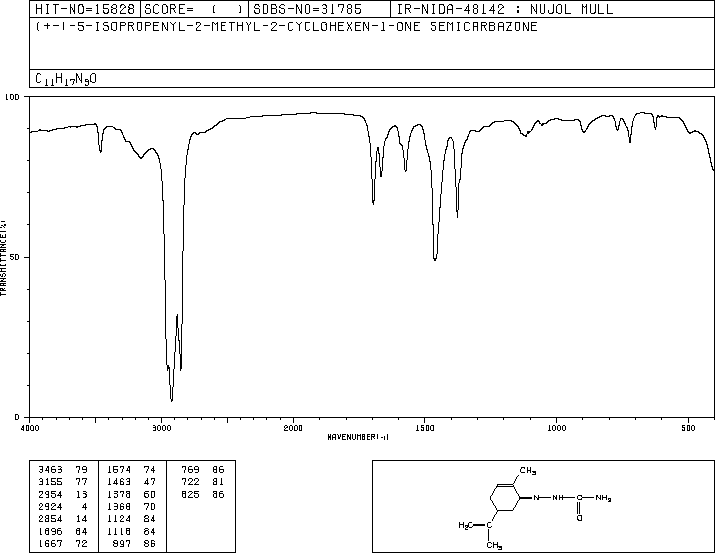 HIT-NO=15828 SCORE= ( ) SDBS-NO=31785 IR-NIDA-48142 : NUJOL MULL
(+-)-5-ISOPROPENYL-2-METHYL-2-CYCLOHEXEN-1-ONE SEMICARBAZONE
C11H17N3O
100
50
0
TRANSMITTANCE(%)
4000 3000 2000 1500 1000 500
WAVENUMBER(-1)
3463 79 1574 74 769 86
3155 77 1463 47 722 81
2954 13 1378 60 625 86
2924 4 1368 70
2854 14 1124 84
1696 64 1118 84
1667 72 897 86
CH3
N NH C NH2
O
H2C C
CH3